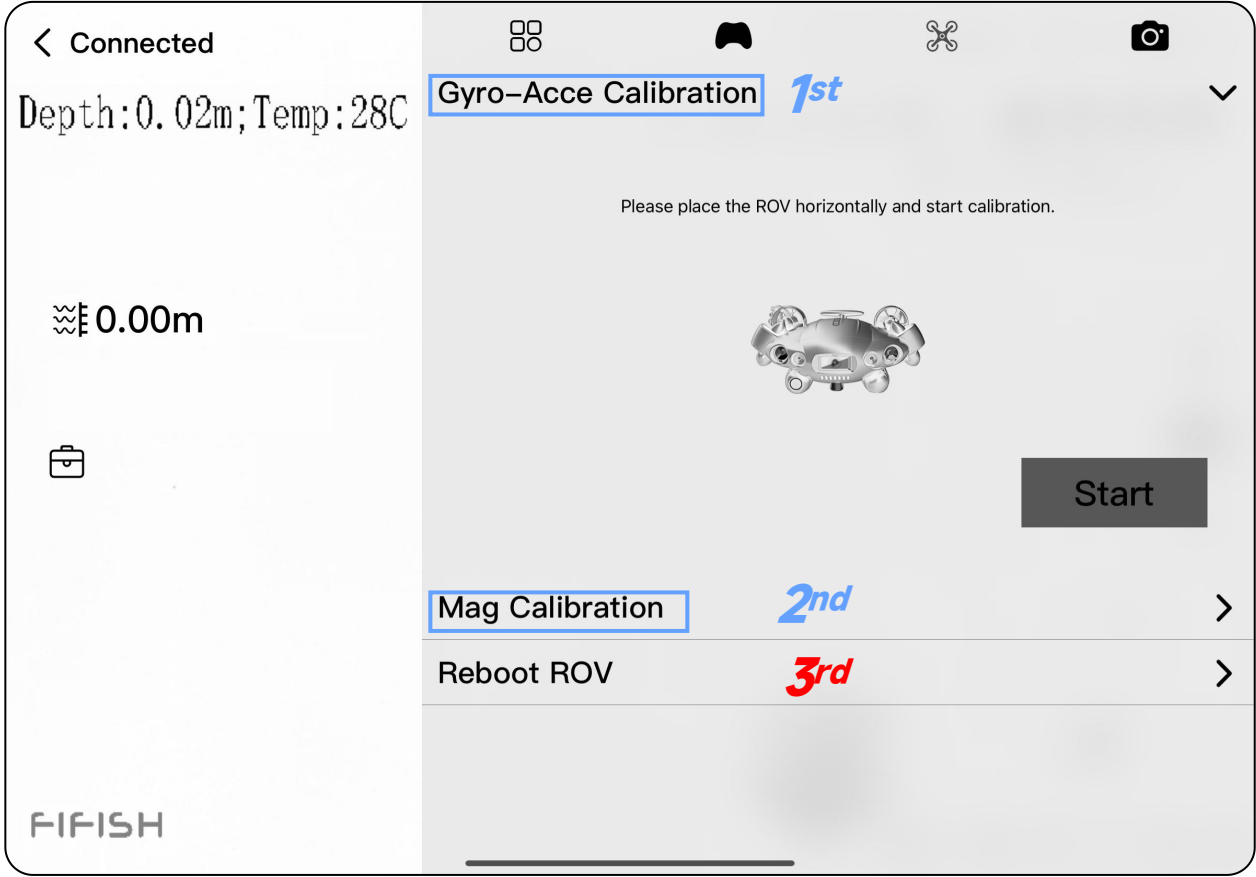 Connected
Depth:0.02m;Temp:28C
0.00m
FIFISH
Gyro-Acce Calibration 1st
Please place the ROV horizontally and start calibration.
Start
Mag Calibration 2nd
Reboot ROV 3rd